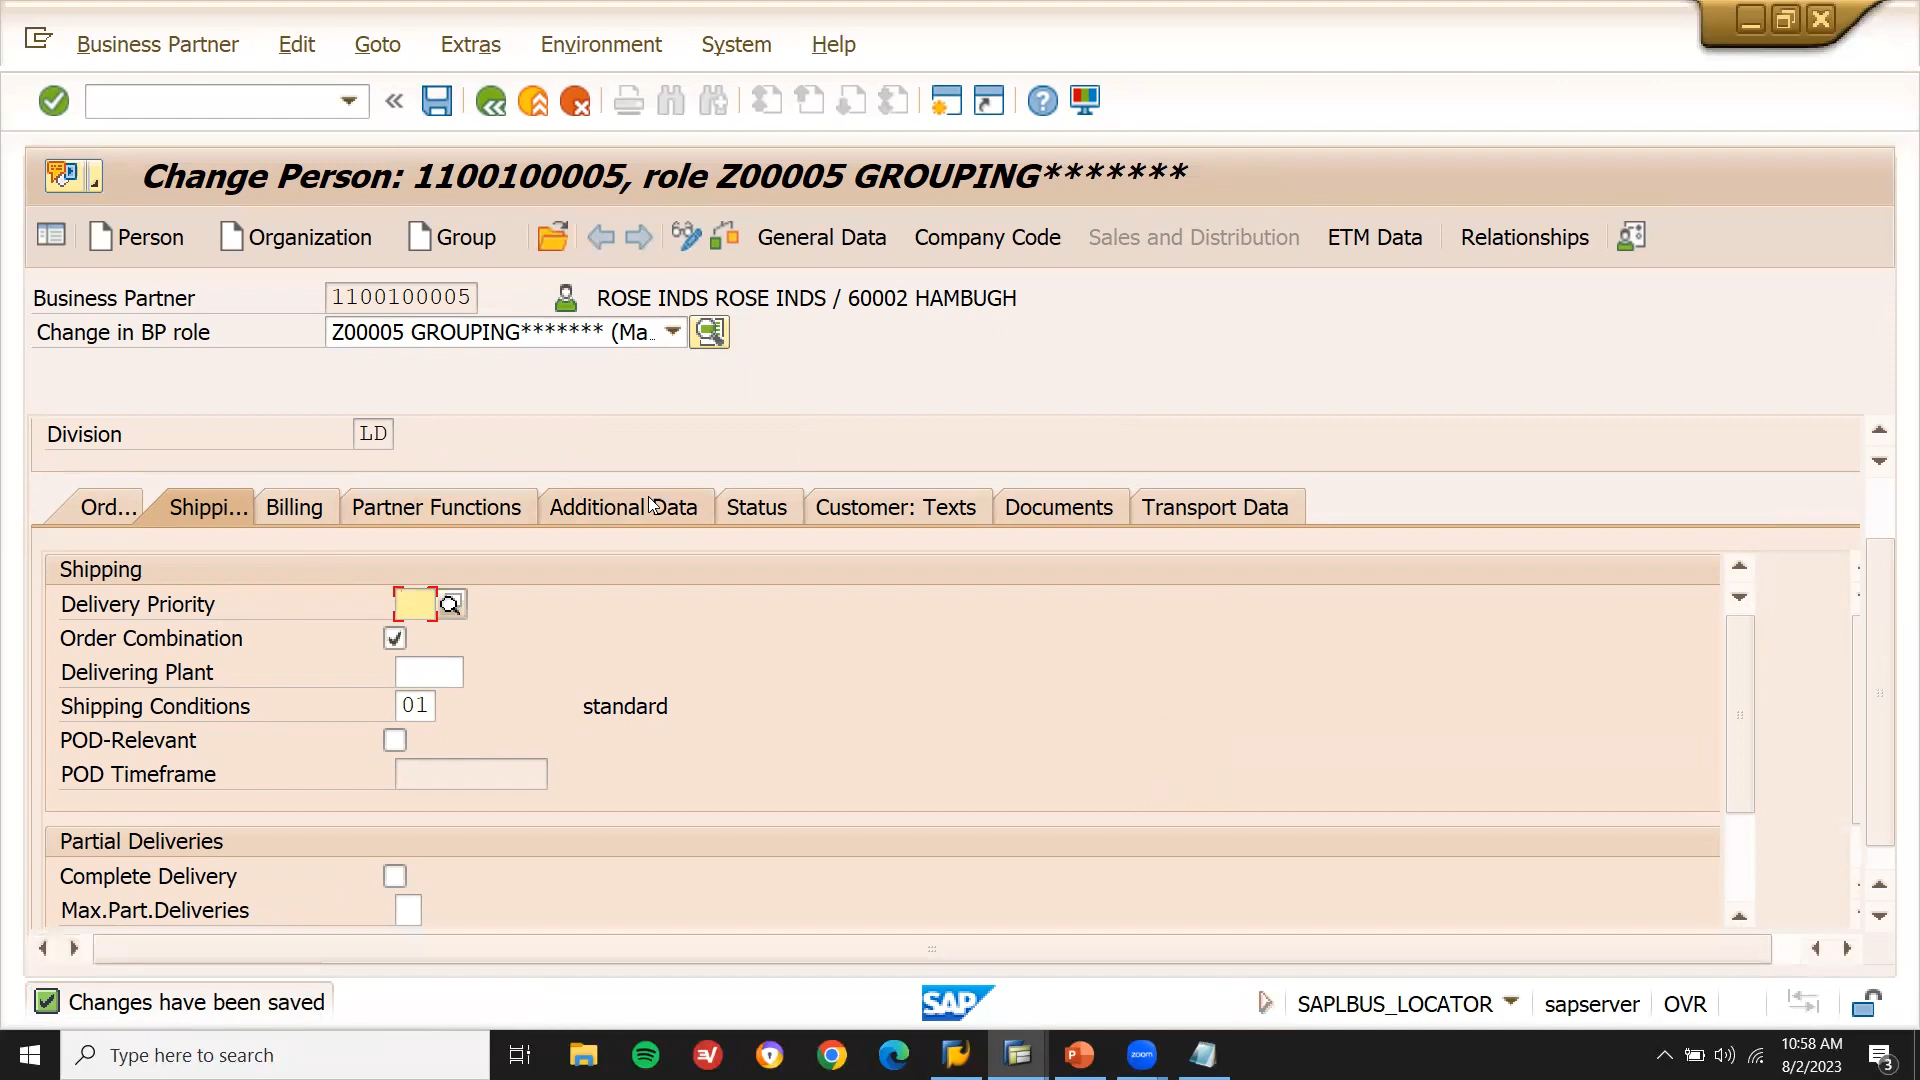 Business Partner Edit Goto Extras Environment System Help
Change Person: 1100100005, role Z00005 GROUPING*******
Person Organization Group General Data Company Code Sales and Distribution ETM Data Relationships
Business Partner 1100100005 ROSE INDS ROSE INDS / 60002 HAMBUGH
Change in BP role Z00005 GROUPING******* (Ma..
Division LD
Ord... Shippi... Billing Partner Functions Additional Data Status Customer: Texts Documents Transport Data
Shipping
Delivery Priority
Order Combination
Delivering Plant
Shipping Conditions 01 standard
POD-Relevant
POD Timeframe
Partial Deliveries
Complete Delivery
Max.Part.Deliveries
Changes have been saved SAP SAPLBUS_LOCATOR sapserver OVR
Type here to search zoom 10:58 AM
8/2/2023 3